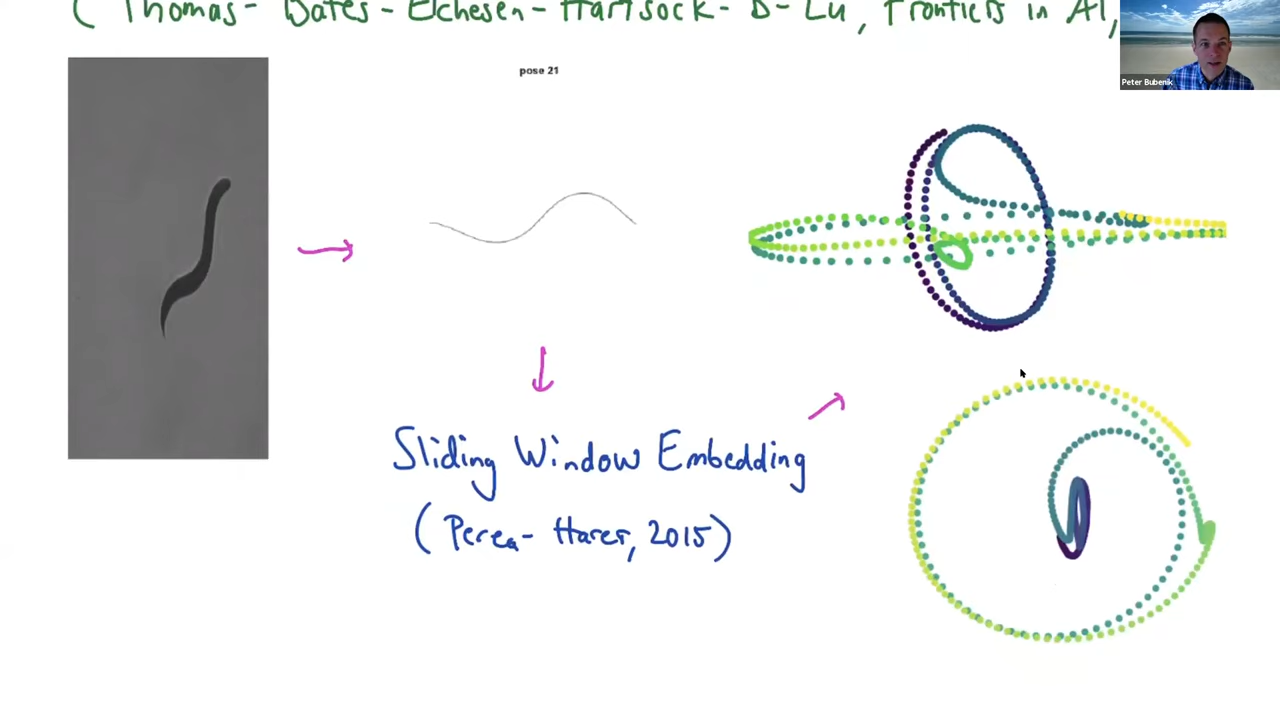 ( Thomas- Bates- Elchesen- Hartsock- B- Lu, Frontiers in AI,
Peter Bubenik
pose 21
Sliding Window Embedding
( Perea- Harer, 2015)